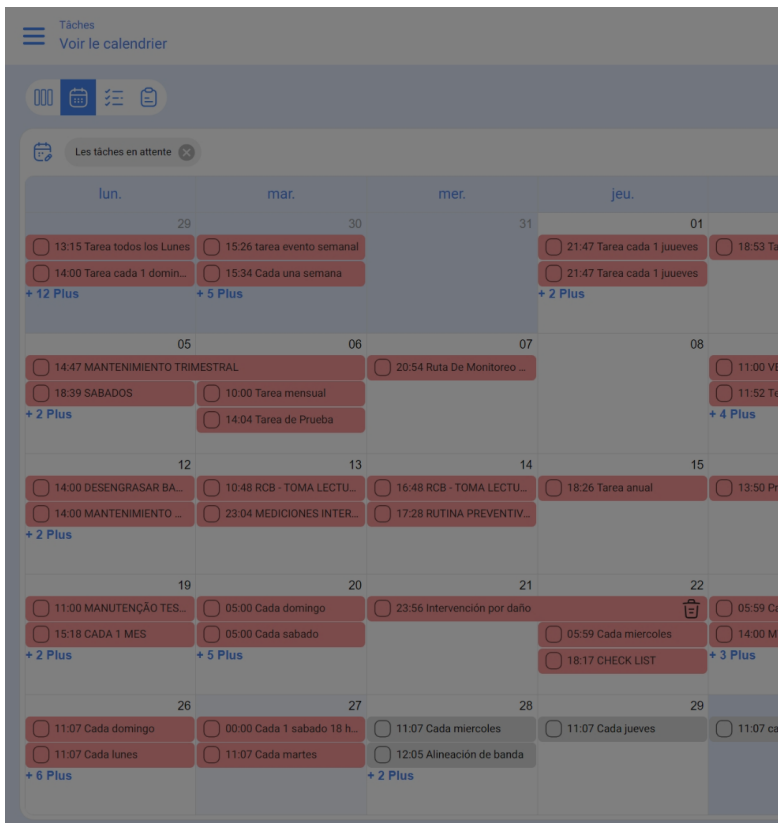 Tâches
Voir le calendrier
Les tâches en attente
lun. mar. mer. jeu.
29 30 31 01
13:15 Tarea todos los Lunes 15:26 tarea evento semanal 21:47 Tarea cada 1 juueves 18:53 Ta
14:00 Tarea cada 1 domin... 15:34 Cada una semana 21:47 Tarea cada 1 juueves
+ 12 Plus + 5 Plus + 2 Plus
05 06 07 08
14:47 MANTENIMIENTO TRIMESTRAL 20:54 Ruta De Monitoreo ... 11:00 VE
18:39 SABADOS 10:00 Tarea mensual 11:52 Te
+ 2 Plus 14:04 Tarea de Prueba + 4 Plus
12 13 14 15
14:00 DESENGRASAR BA... 10:48 RCB - TOMA LECTU... 16:48 RCB - TOMA LECTU... 18:26 Tarea anual 13:50 Pr
14:00 MANTENIMIENTO ... 23:04 MEDICIONES INTER... 17:28 RUTINA PREVENTIV...
+ 2 Plus
19 20 21 22
11:00 MANUTENÇÃO TES... 05:00 Cada domingo 23:56 Intervención por daño 05:59 Ca
15:18 CADA 1 MES 05:00 Cada sabado 05:59 Cada miercoles 14:00 M
+ 2 Plus + 5 Plus 18:17 CHECK LIST + 3 Plus
26 27 28 29
11:07 Cada domingo 00:00 Cada 1 sabado 18 h... 11:07 Cada miercoles 11:07 Cada jueves 11:07 ca
11:07 Cada lunes 11:07 Cada martes 12:05 Alineación de banda
+ 6 Plus + 2 Plus